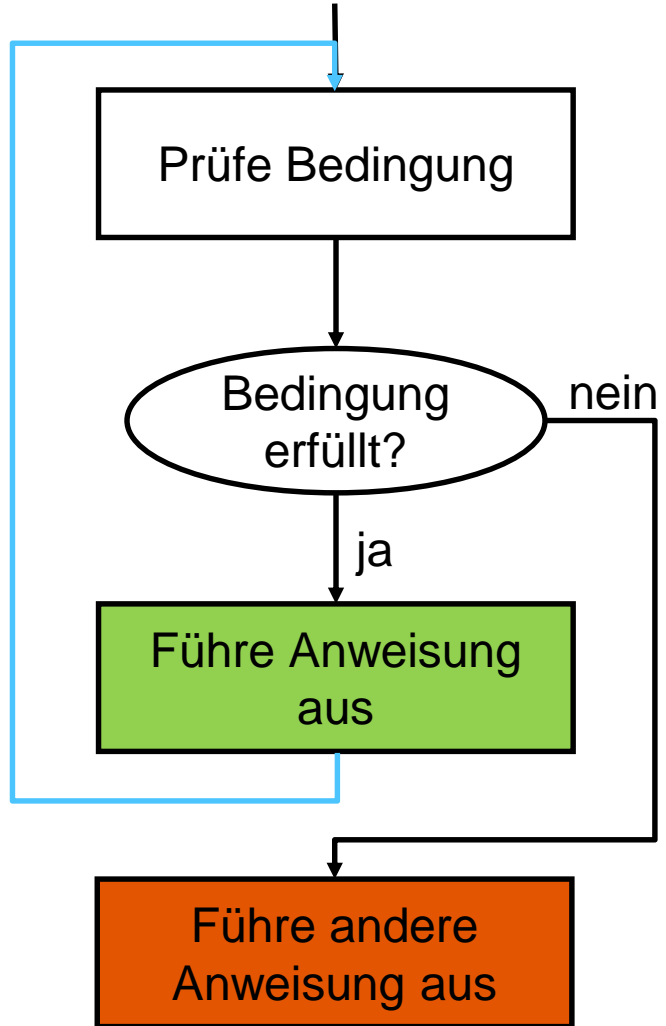 Prüfe Bedingung
Bedingung
erfüllt?
nein
ja
Führe Anweisung
aus
Führe andere
Anweisung aus